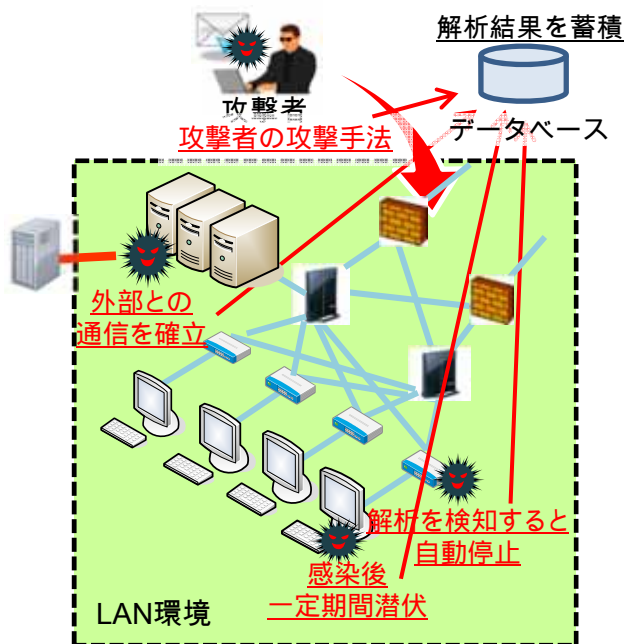 解析結果を蓄積
攻撃者
攻撃者の攻撃手法
データベース
外部との
通信を確立
解析を検知すると
自動停止
感染後
一定期間潜伏
LAN環境